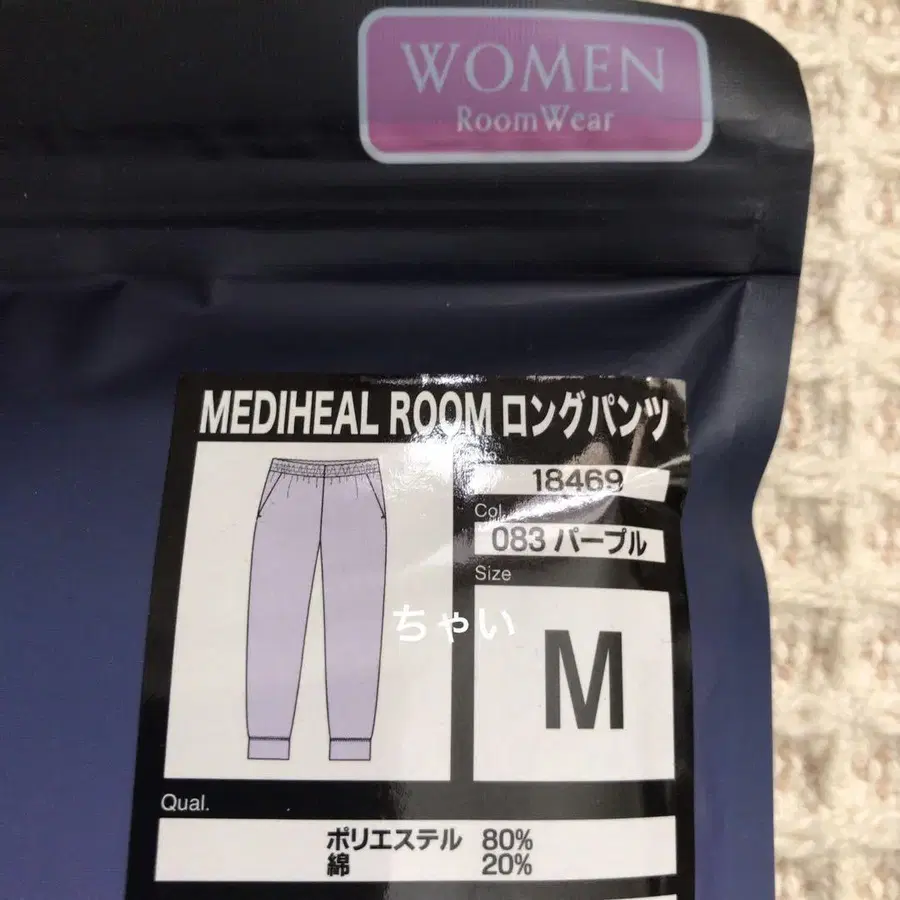 WOMEN
RoomWear
MEDIHEAL ROOM ロングパンツ
18469
Col.
083 パープル
Size
M
ちゃい
Qual.
ポリエステル 80%
綿 20%